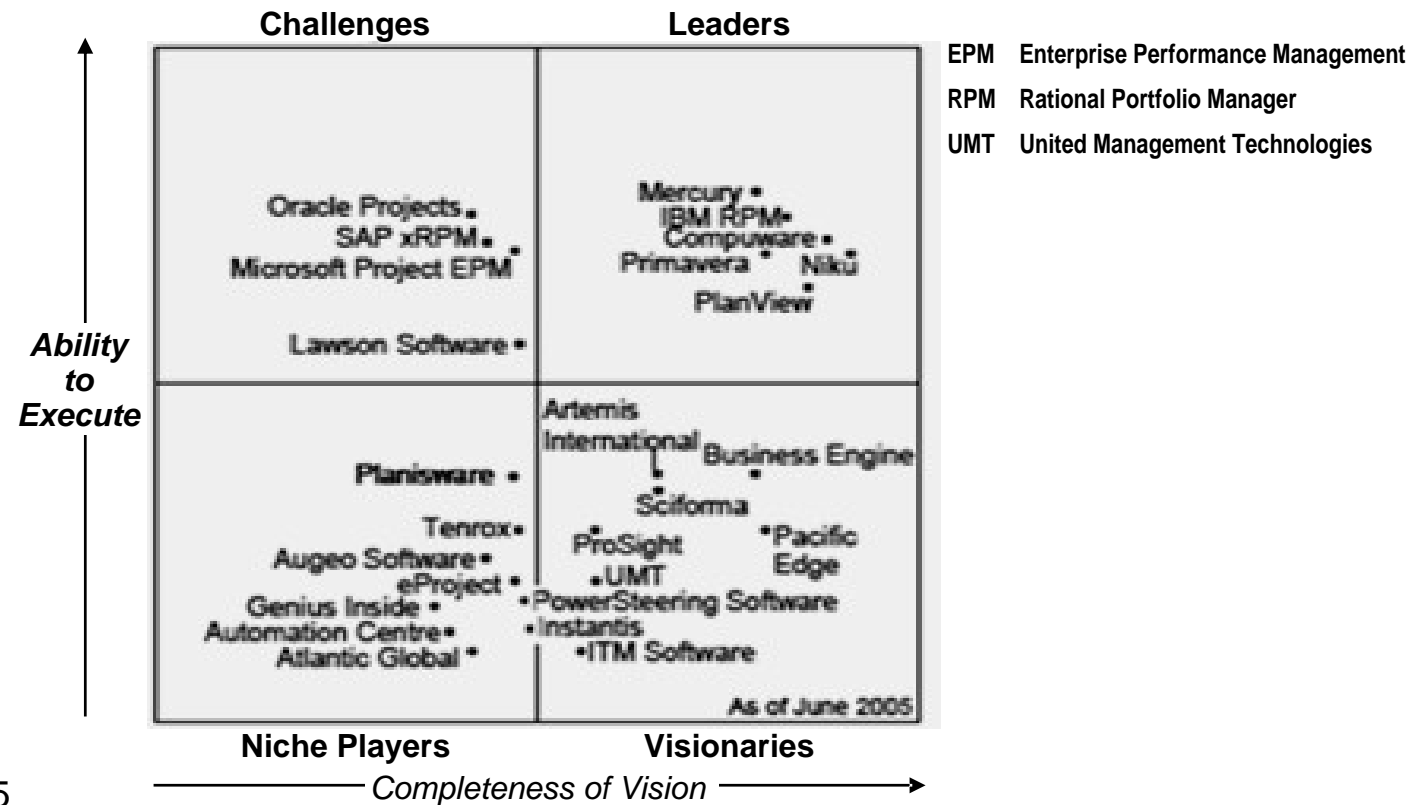 Challenges
Leaders
EPM Enterprise Performance Management
RPM Rational Portfolio Manager
UMT United Management Technologies
Mercury
Oracle Projects
IBM RPM
SAP xRPM
Compuware
Microsoft Project EPM
Primavera
Niku
PlanView
Lawson Software
Ability
to
Execute
Artemis
International
Business Engine
Planisware
Sciforma
Tenrox
ProSight
Pacific
Edge
Augeo Software
eProject
UMT
Genius Inside
PowerSteering Software
Automation Centre
Instantis
Atlantic Global
ITM Software
As of June 2005
Niche Players
Visionaries
Completeness of Vision
5